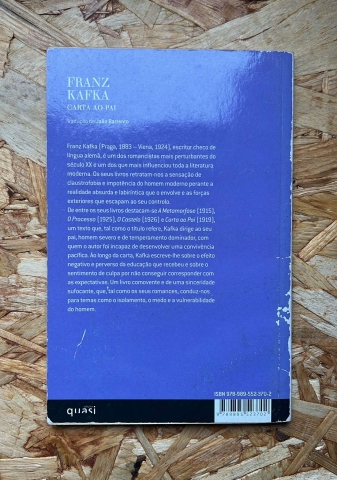 FRANZ
KAFKA
CARTA AO PAI
Tradução de João Barrento
Franz Kafka (Praga, 1883 – Viena, 1924), escritor checo de
língua alemã, é um dos romancistas mais perturbantes do
século XX e um dos que mais influenciou toda a literatura
moderna. Os seus livros retratam-nos a sensação de
claustrofobia e impotência do homem moderno perante a
realidade absurda e labiríntica que o envolve e as forças
exteriores que escapam ao seu controlo.
De entre os seus livros destacam-se A Metamorfose (1915),
O Processo (1925), O Castelo (1926) e Carta ao Pai (1919),
um texto que, tal como o título refere, Kafka dirige ao seu
pai, homem severo e de temperamento dominador, com
quem o autor foi incapaz de desenvolver uma convivência
pacífica. Ao longo da carta, Kafka escreve-lhe sobre o efeito
negativo e perverso da educação que recebeu e sobre o
sentimento de culpa por não conseguir corresponder com
as expectativas. Um livro comovente e de uma sinceridade
sufocante, que, tal como os seus romances, conduz-nos
para temas como o isolamento, o medo e a vulnerabilidade
do homem.
ISBN 978-989-552-370-2
quasi
9 789895 523702